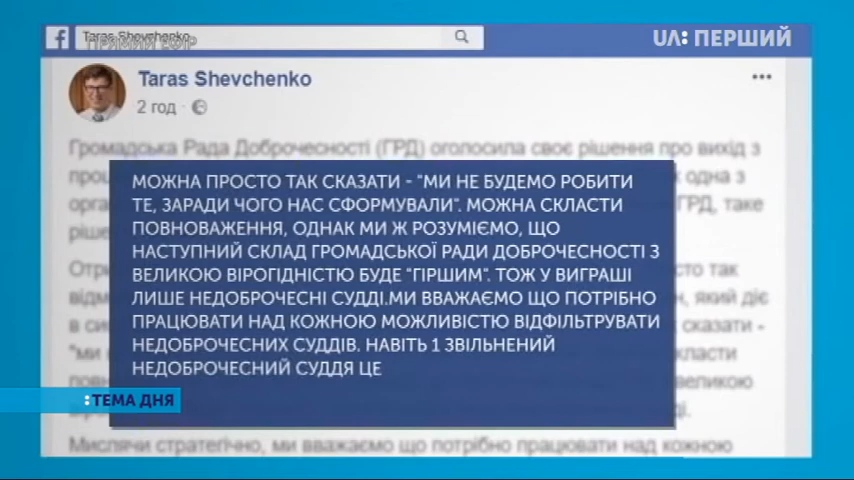 Taras Shevchenko
ПРЯМИЙ ЕФІР
UA: ПЕРШИЙ
Taras Shevchenko
2 год
Громадська Рада Доброчесності (ГРД) оголосила своє рішення про вихід з
МОЖНА ПРОСТО ТАК СКАЗАТИ - "МИ НЕ БУДЕМО РОБИТИ
ТЕ, ЗАРАДИ ЧОГО НАС СФОРМУВАЛИ". МОЖНА СКЛАСТИ
ПОВНОВАЖЕННЯ, ОДНАК МИ Ж РОЗУМІЄМО, ЩО
НАСТУПНИЙ СКЛАД ГРОМАДСЬКОЇ РАДИ ДОБРОЧЕСНОСТІ З
ВЕЛИКОЮ ВІРОГІДНІСТЮ БУДЕ "ГІРШИМ". ТОЖ У ВИГРАШІ
ЛИШЕ НЕДОБРОЧЕСНІ СУДДІ.МИ ВВАЖАЄМО ЩО ПОТРІБНО
ПРАЦЮВАТИ НАД КОЖНОЮ МОЖЛИВІСТЮ ВІДФІЛЬТРУВАТИ
НЕДОБРОЧЕСНИХ СУДДІВ. НАВІТЬ 1 ЗВІЛЬНЕНИЙ
НЕДОБРОЧЕСНИЙ СУДДЯ ЦЕ
:ТЕМА ДНЯ
Мислячи стратегічно, ми вважаємо що потрібно працювати над кожною